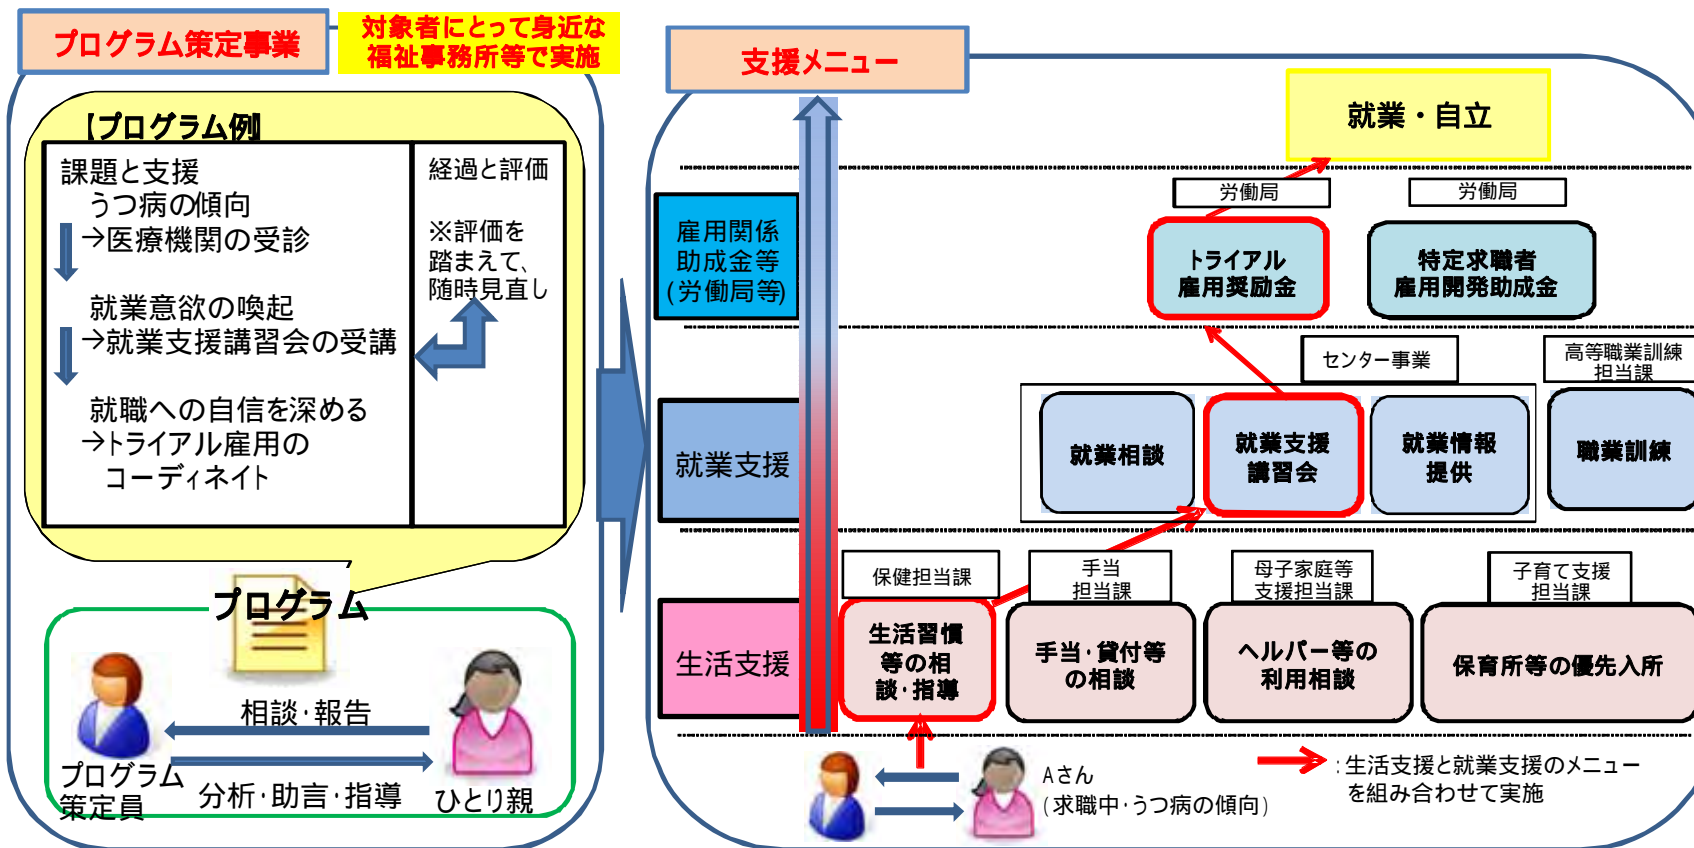 プログラム策定事業
対象者にとって身近な
福祉事務所等で実施
【プログラム例】
課題と支援
うつ病の傾向
→医療機関の受診
就業意欲の喚起
→就業支援講習会の受講
就職への自信を深める
→トライアル雇用の
コーディネイト
経過と評価
※評価を
踏まえて、
随時見直し
プログラム
相談・報告
分析・助言・指導
プログラム
策定員
ひとり親
支援メニュー
就業・自立
雇用関係
助成金等
(労働局等)
労働局
トライアル
雇用奨励金
労働局
特定求職者
雇用開発助成金
就業支援
センター事業
就業相談
就業支援
講習会
就業情報
提供
高等職業訓練
担当課
職業訓練
生活支援
保健担当課
生活習慣
等の相
談・指導
手当
担当課
手当・貸付等
の相談
母子家庭等
支援担当課
ヘルパー等の
利用相談
子育て支援
担当課
保育所等の優先入所
Aさん
(求職中・うつ病の傾向)
:生活支援と就業支援のメニュー
を組み合わせて実施